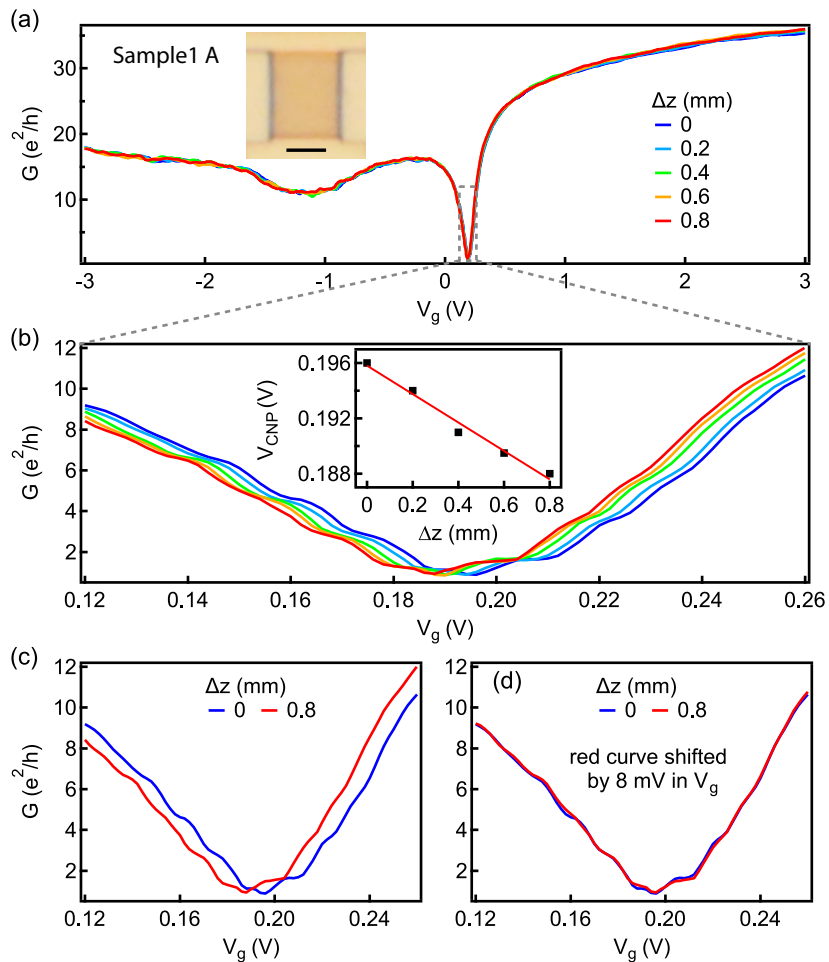 (a)
Sample1 A
G (e²/h)
30
20
10
Δz (mm)
0
0.2
0.4
0.6
0.8
-3 -2 -1 0 1 2 3
V_g (V)
(b)
G (e²/h)
12
10
8
6
4
2
V_CNP (V)
0.196
0.192
0.188
0 0.2 0.4 0.6 0.8
Δz (mm)
0.12 0.14 0.16 0.18 0.20 0.22 0.24 0.26
V_g (V)
(c)
G (e²/h)
12
10
8
6
4
2
Δz (mm)
0 0.8
0.12 0.16 0.20 0.24
V_g (V)
(d)
12
10
8
6
4
2
Δz (mm)
0 0.8
red curve shifted
by 8 mV in V_g
0.12 0.16 0.20 0.24
V_g (V)